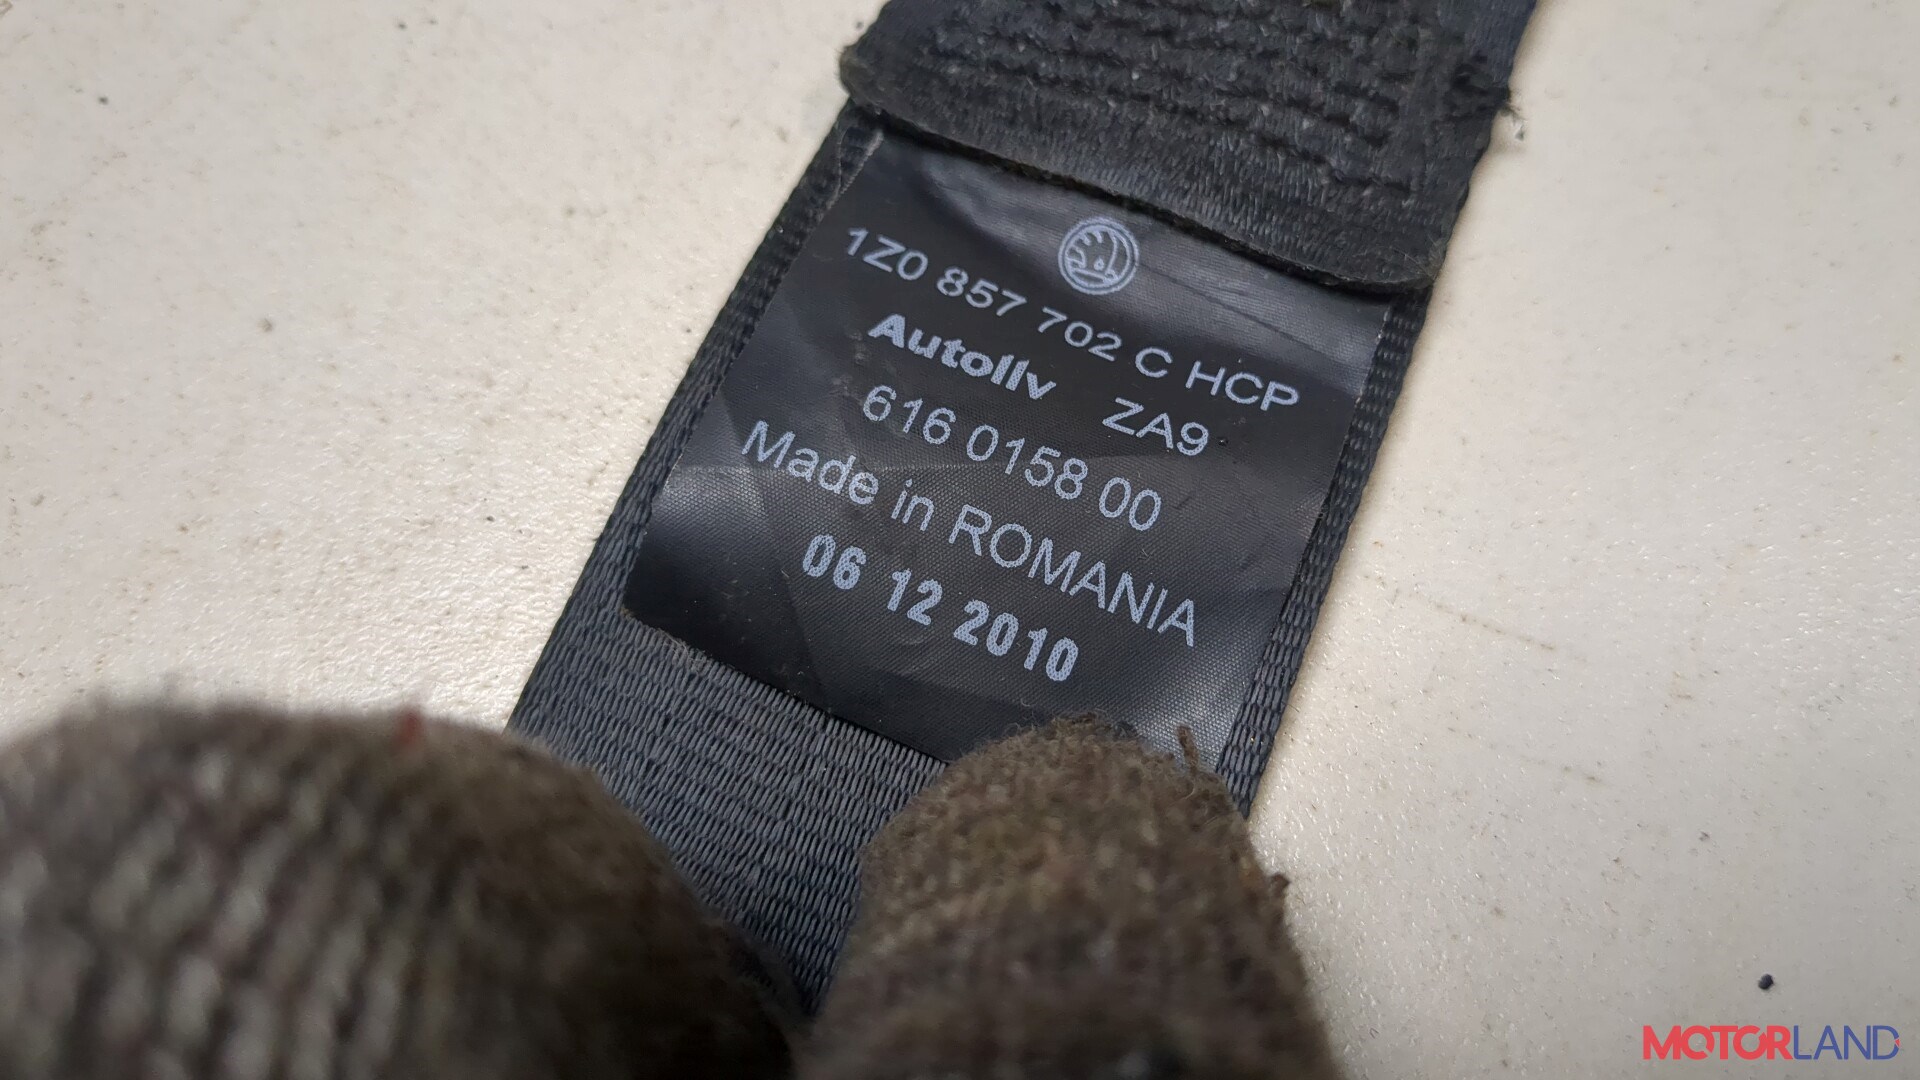 1Z0 857 702 C HCP
Autoliv ZA9
616 0158 00
Made in ROMANIA
06 12 2010
MOTORLAND